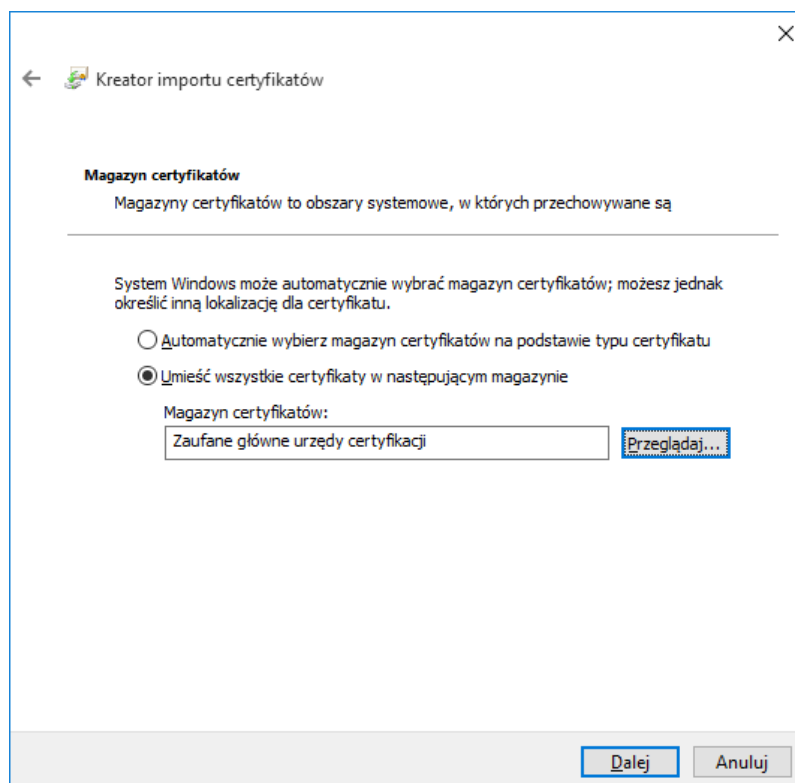 Kreator importu certyfikatów
Magazyn certyfikatów
Magazyny certyfikatów to obszary systemowe, w których przechowywane są
System Windows może automatycznie wybrać magazyn certyfikatów; możesz jednak
określić inną lokalizację dla certyfikatu.
Automatycznie wybierz magazyn certyfikatów na podstawie typu certyfikatu
Umieść wszystkie certyfikaty w następującym magazynie
Magazyn certyfikatów:
Zaufane główne urzędy certyfikacji
Przeglądaj...
Dalej
Anuluj